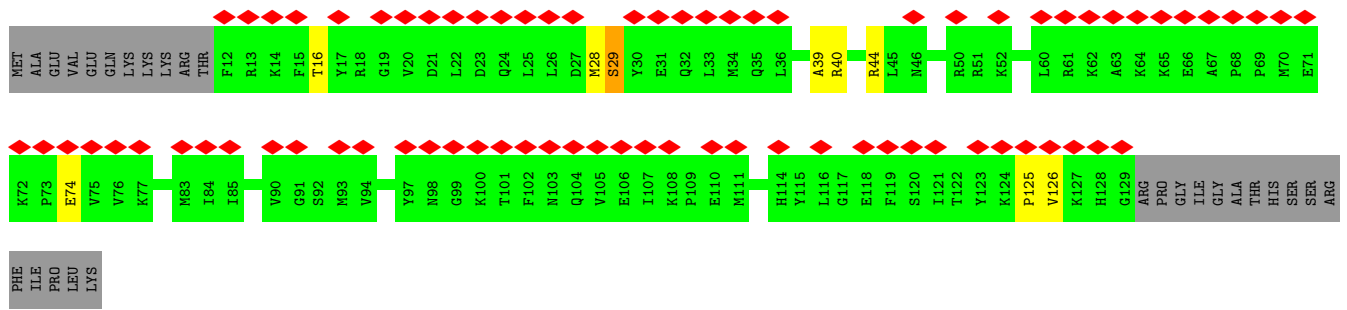 MET ALA GLU VAL GLU GLN LYS LYS LYS ARG THR F12 R13 K14 F15 T16 Y17 R18 G19 V20 D21 L22 D23 Q24 L25 L26 D27 M28 S29 Y30 E31 Q32 L33 M34 Q35 L36 A39 R40 R44 L45 N46 R50 R51 K52 L60 R61 K62 A63 K64 K65 E66 A67 P68 P69 M70 E71
K72 P73 E74 V75 V76 K77 M83 I84 I85 V90 G91 S92 M93 V94 Y97 N98 G99 K100 T101 F102 N103 Q104 V105 E106 I107 K108 P109 E110 M111 H114 Y115 L116 G117 E118 F119 S120 I121 T122 Y123 K124 P125 V126 K127 H128 G129 ARG PRO GLY ILE GLY ALA THR HIS SER SER ARG
PHE ILE PRO LEU LYS